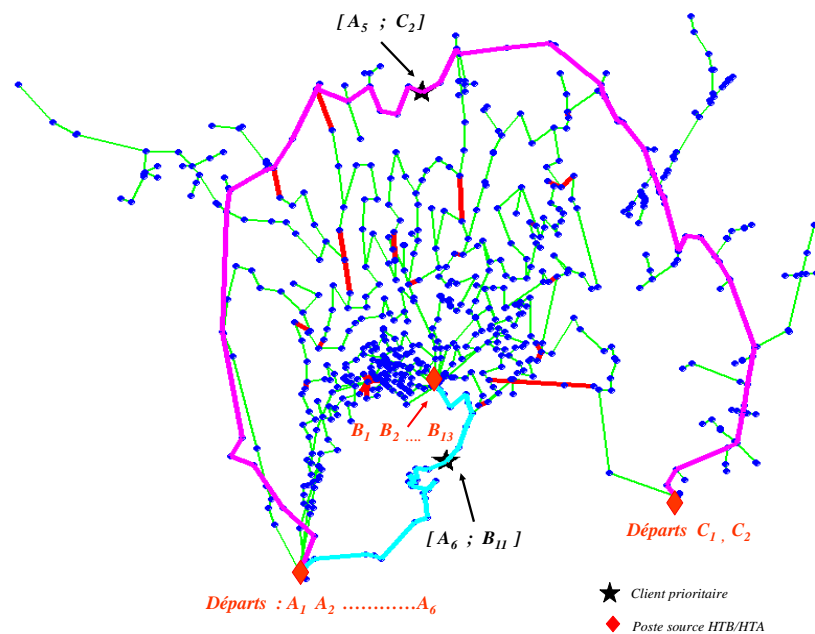 [ A5 ; C2 ]
B1 B2 .... B13
[ A6 ; B11 ]
Départs C1 , C2
Départs : A1 A2 ............A6
Client prioritaire
Poste source HTB/HTA